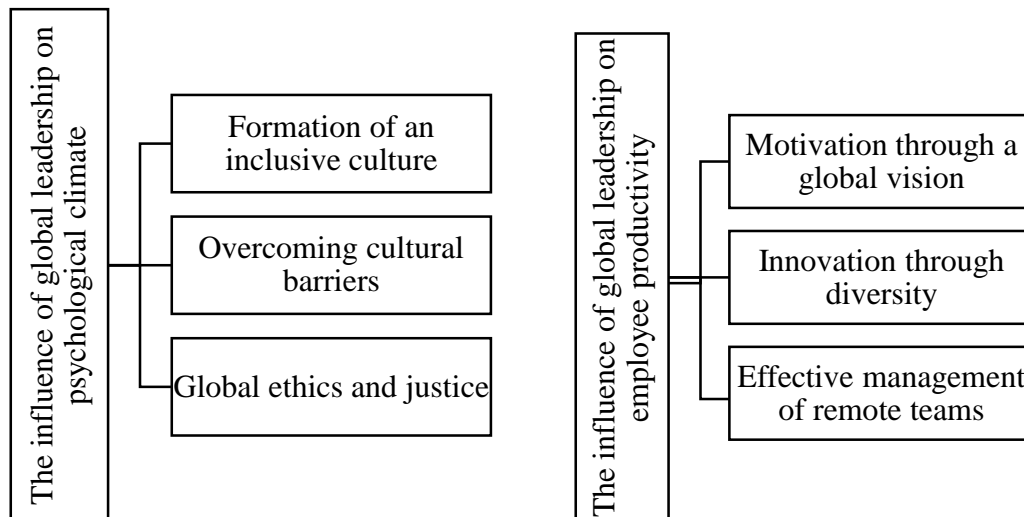 The influence of global leadership on
psychological climate
Formation of an
inclusive culture
Overcoming cultural
barriers
Global ethics and justice
The influence of global leadership on
employee productivity
Motivation through a
global vision
Innovation through
diversity
Effective management
of remote teams